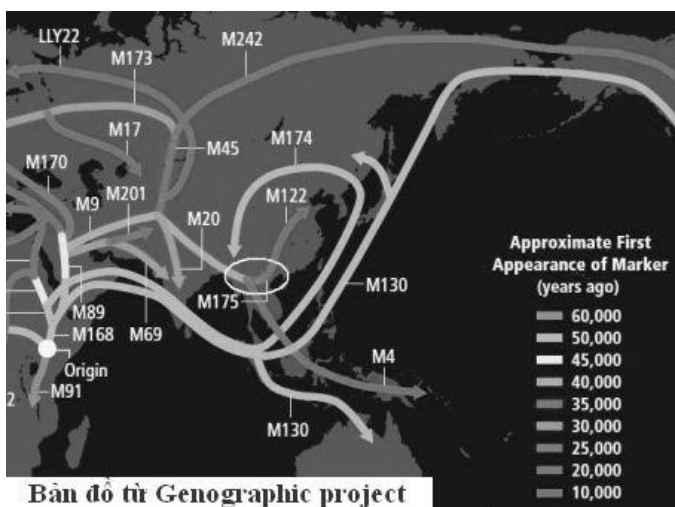 LLY22
M173
M242
M17
M45
M174
M170
M9
M201
M122
M20
M89
M69
M175
M130
M168
Origin
M91
2
M4
M130
Approximate First
Appearance of Marker
(years ago)
60,000
50,000
45,000
40,000
35,000
30,000
25,000
20,000
10,000
Bản đồ từ Genographic project